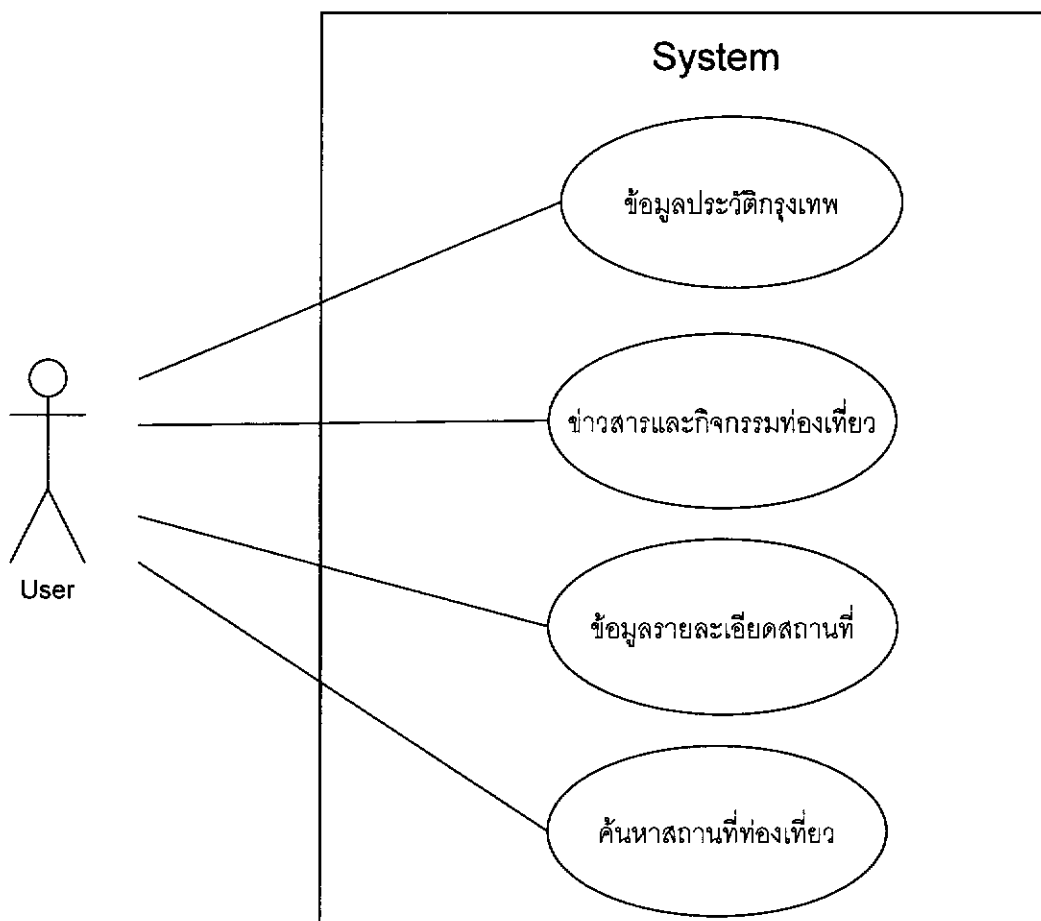 System
ข้อมูลประวัติกรุงเทพ
ข่าวสารและกิจกรรมท่องเที่ยว
User
ข้อมูลรายละเอียดสถานที่
ค้นหาสถานที่ท่องเที่ยว